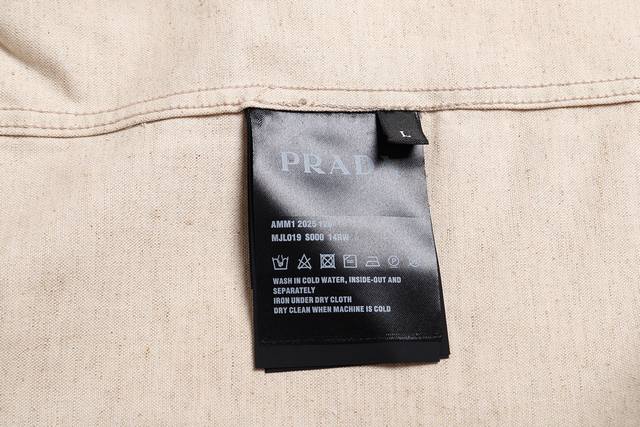 L
PRAD
AMM1 2025
MJL019 S000 14RW
WASH IN COLD WATER, INSIDE-OUT AND
SEPARATELY
IRON UNDER DRY CLOTH
DRY CLEAN WHEN MACHINE IS COLD